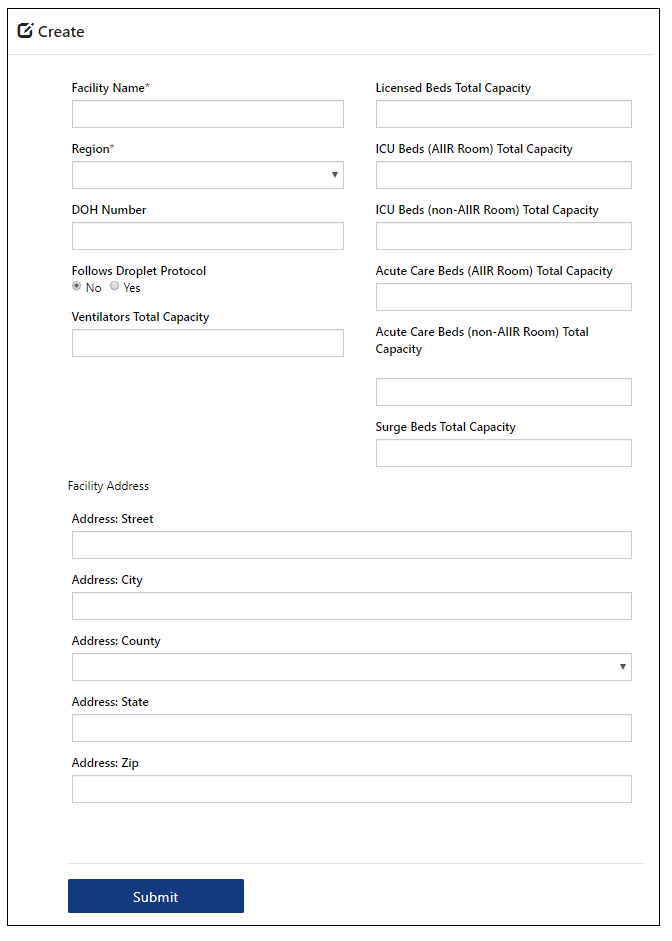 Create
Facility Name*
Region*
DOH Number
Follows Droplet Protocol
No Yes
Ventilators Total Capacity
Licensed Beds Total Capacity
ICU Beds (AIIR Room) Total Capacity
ICU Beds (non-AIIR Room) Total Capacity
Acute Care Beds (AIIR Room) Total Capacity
Acute Care Beds (non-AIIR Room) Total
Capacity
Surge Beds Total Capacity
Facility Address
Address: Street
Address: City
Address: County
Address: State
Address: Zip
Submit